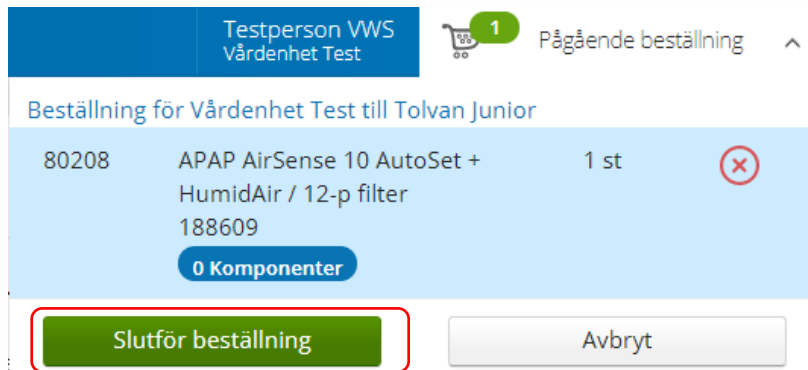 Testperson VWS
Vårdenhet Test
1
Pågående beställning
Beställning för Vårdenhet Test till Tolvan Junior
80208 APAP AirSense 10 AutoSet + 1 st
HumidAir / 12-p filter
188609
0 Komponenter
Slutför beställning Avbryt